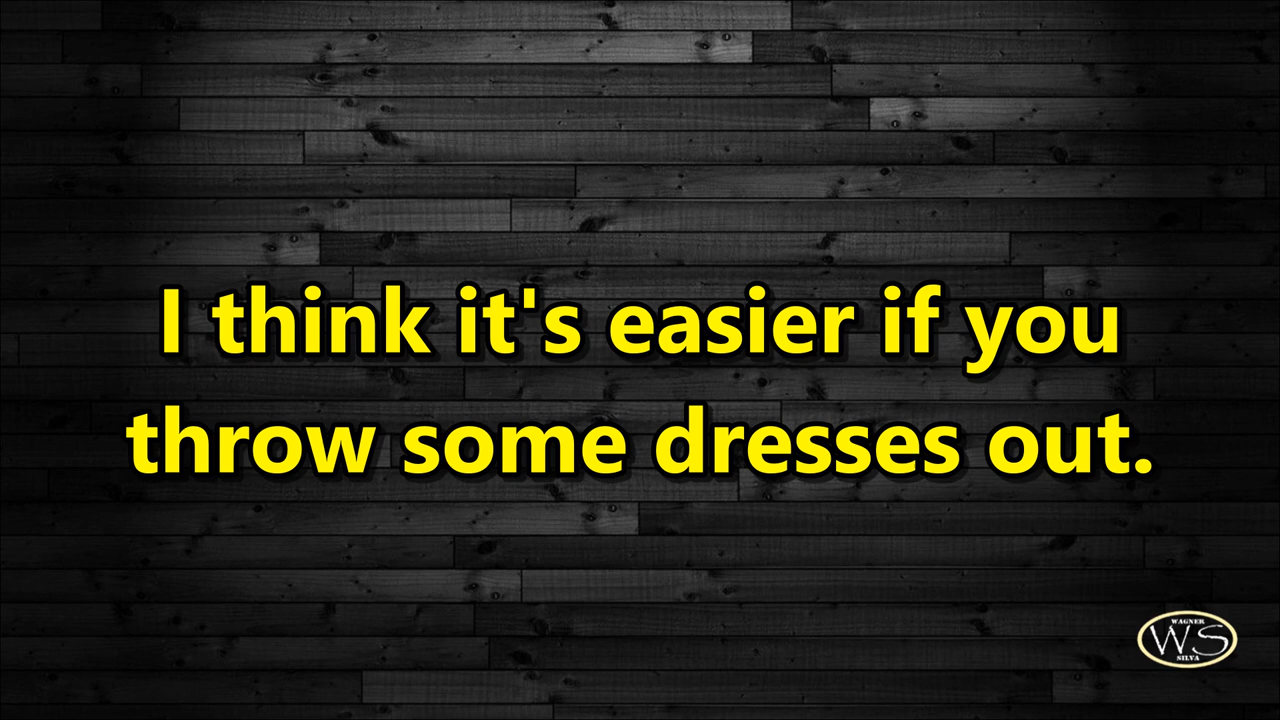 I think it's easier if you
throw some dresses out.
WAGNER
WS
SILVA